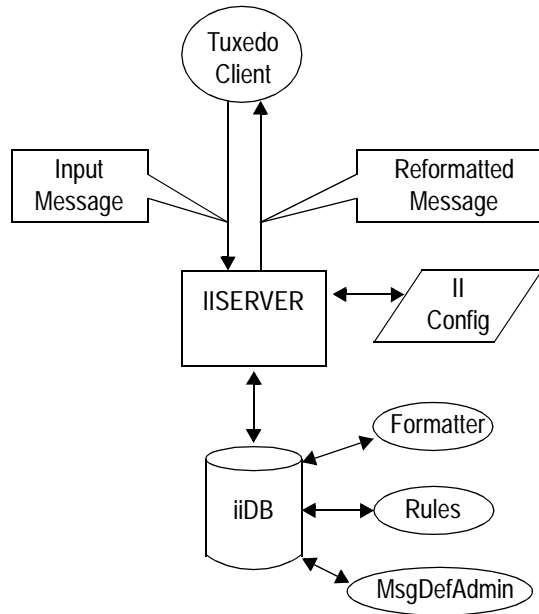 Tuxedo
Client
Input
Message
Reformatted
Message
IISERVER
II
Config
Formatter
iiDB
Rules
MsgDefAdmin